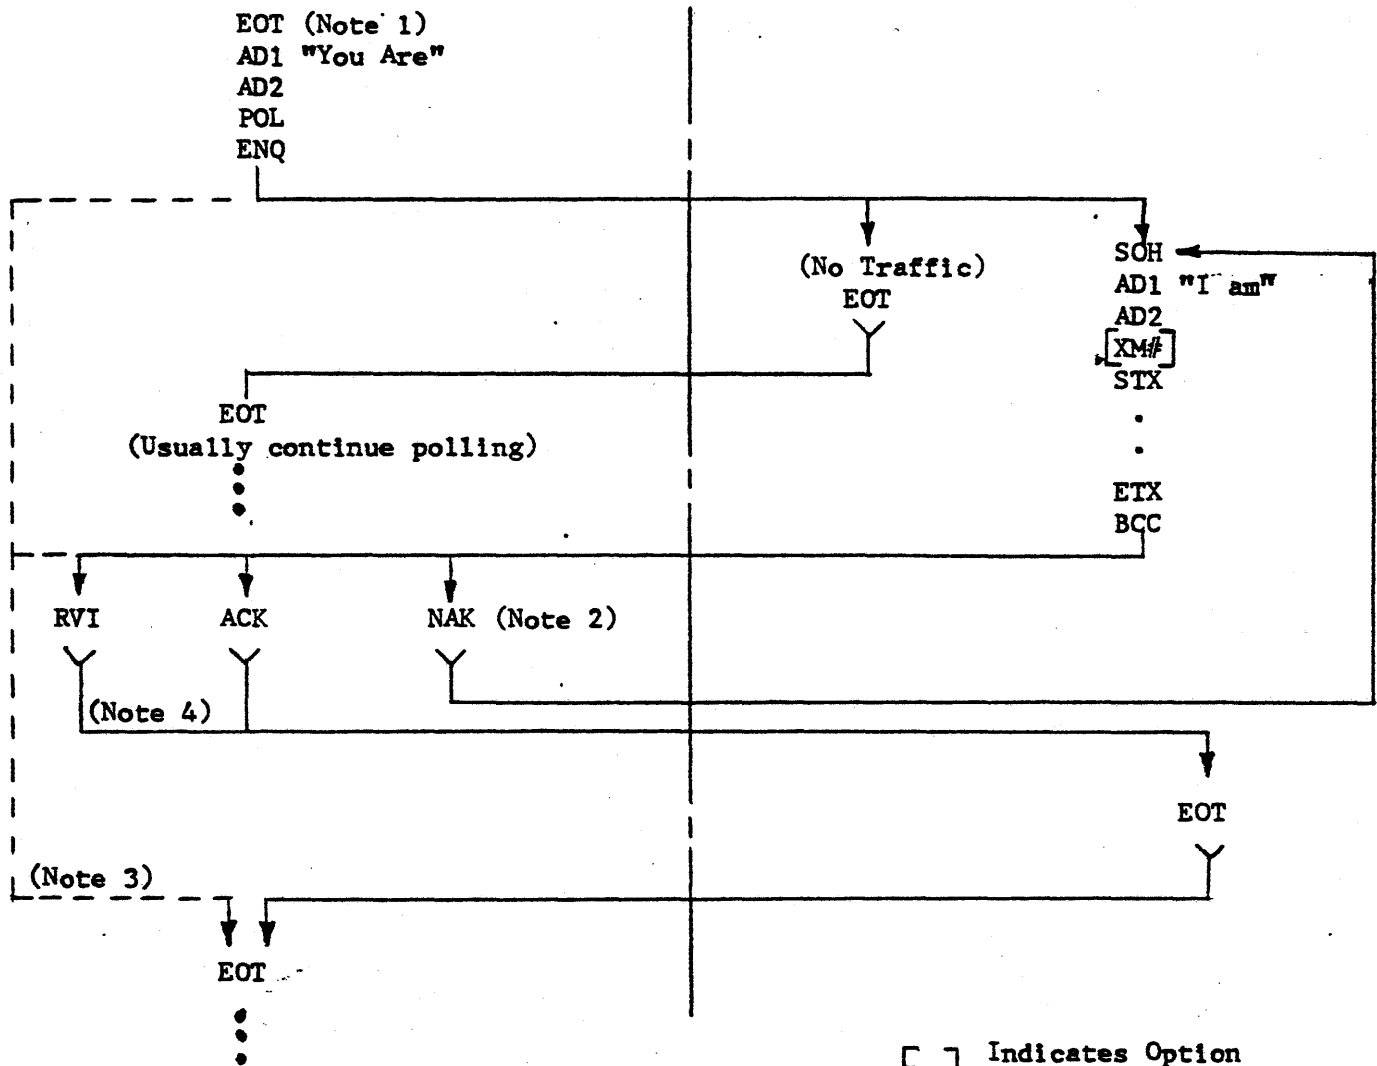 EOT (Note 1)
AD1 "You Are"
AD2
POL
ENQ
(No Traffic)
EOT
SOH
AD1 "I am"
AD2
[XM#]
STX
ETX
BCC
EOT
(Usually continue polling)
RVI ACK NAK (Note 2)
(Note 4)
EOT
(Note 3)
EOT
[ ] Indicates Option